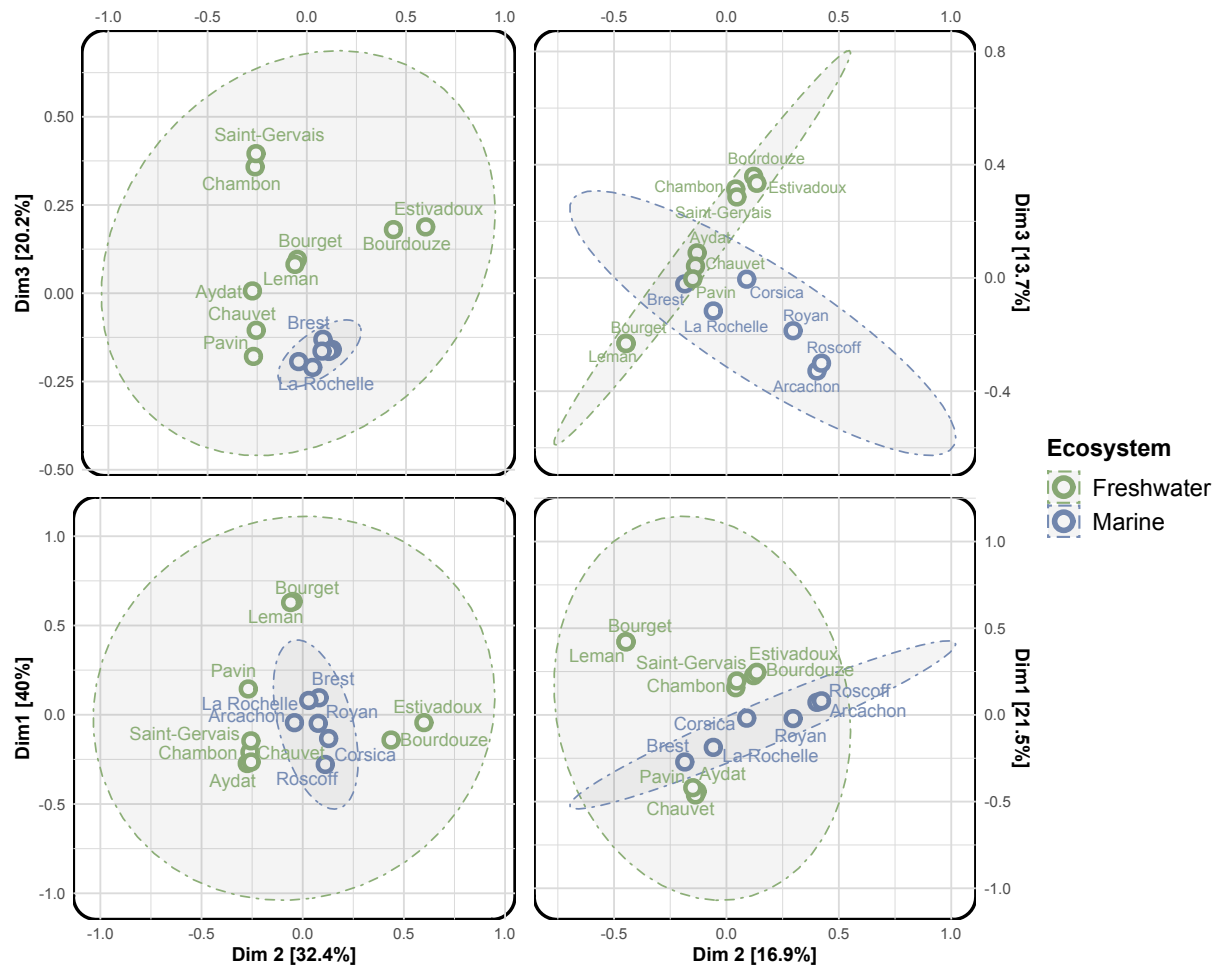 -1.0 -0.5 0.0 0.5 1.0
-1.0 -0.5 0.0 0.5 1.0
Dim3 [20.2%]
0.50
0.25
0.00
-0.25
-0.50
Saint-Gervais
Chambon
Estivadoux
Bourdouze
Bourget
Leman
Aydat
Chauvet
Pavin
Brest
La Rochelle
Bourdouze
Chambon
Estivadoux
Saint-Gervais
Aydat
Chauvet
Pavin
Brest
Corsica
La Rochelle
Royan
Bourget
Leman
Roscoff
Arcachon
0.8
0.4
0.0
-0.4
Dim3 [13.7%]
Ecosystem
Freshwater
Marine
Dim1 [40%]
1.0
0.5
0.0
-0.5
-1.0
Bourget
Leman
Pavin
Brest
La Rochelle
Arcachon
Royan
Estivadoux
Saint-Gervais
Bourdouze
Chambon
Chauvet
Corsica
Aydat
Roscoff
Bourget
Leman
Saint-Gervais
Estivadoux
Bourdouze
Chambon
Roscoff
Arcachon
Corsica
Royan
Brest
La Rochelle
Pavin
Aydat
Chauvet
1.0
0.5
0.0
-0.5
-1.0
Dim1 [21.5%]
-1.0 -0.5 0.0 0.5 1.0
-0.5 0.0 0.5 1.0
Dim 2 [32.4%]
Dim 2 [16.9%]